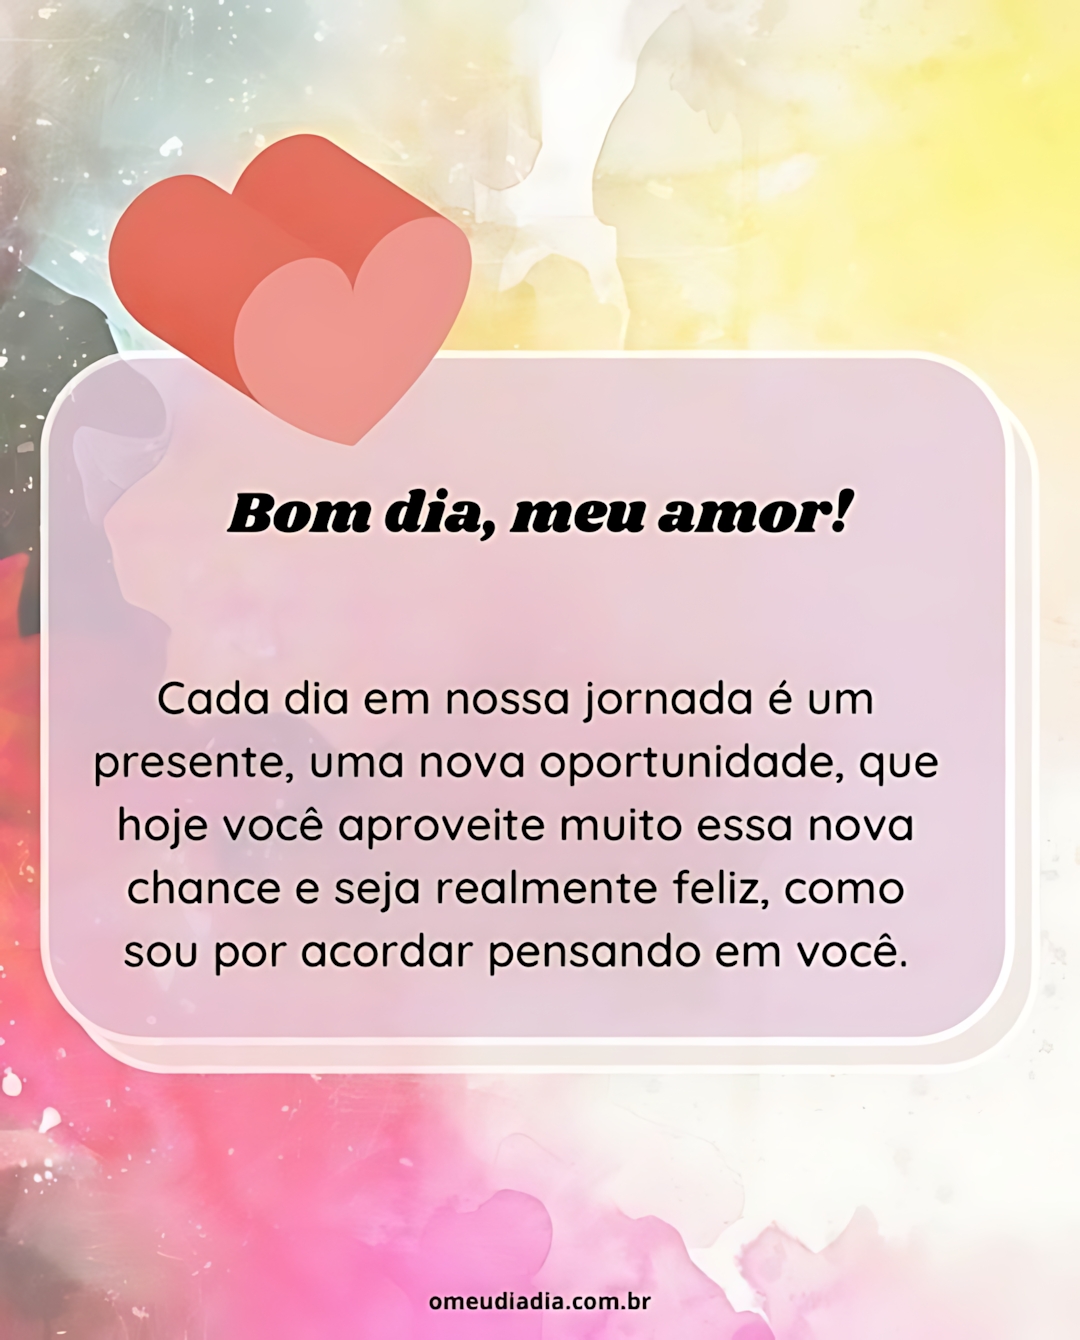 Bom dia, meu amor!
Cada dia em nossa jornada é um
presente, uma nova oportunidade, que
hoje você aproveite muito essa nova
chance e seja realmente feliz, como
sou por acordar pensando em você.
omeudiadia.com.br